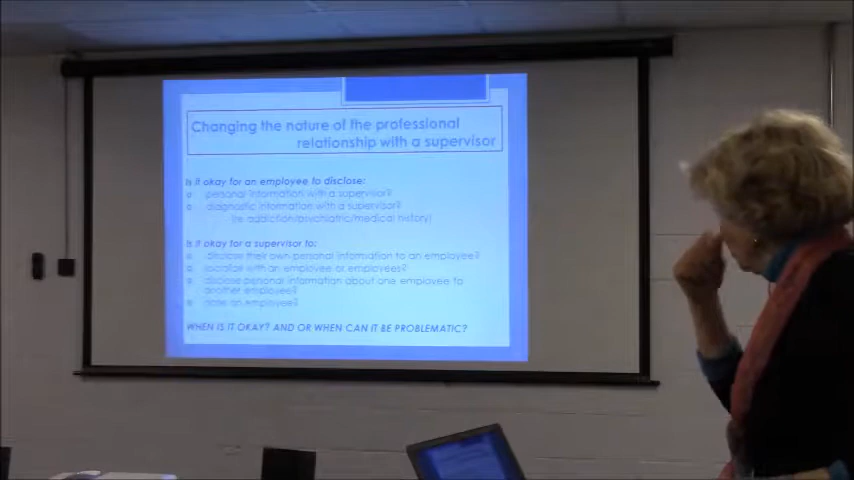 Changing the nature of the professional
relationship with a supervisor
Is it okay for an employee to disclose:
personal information with a supervisor?
diagnostic information with a supervisor?
(ie addiction/psychiatric/medical history)
Is it okay for a supervisor to:
disclose their own personal information to an employee?
socialize with an employee or employees?
disclose personal information about one employee to
another employee?
date an employee?
WHEN IS IT OKAY? AND OR WHEN CAN IT BE PROBLEMATIC?